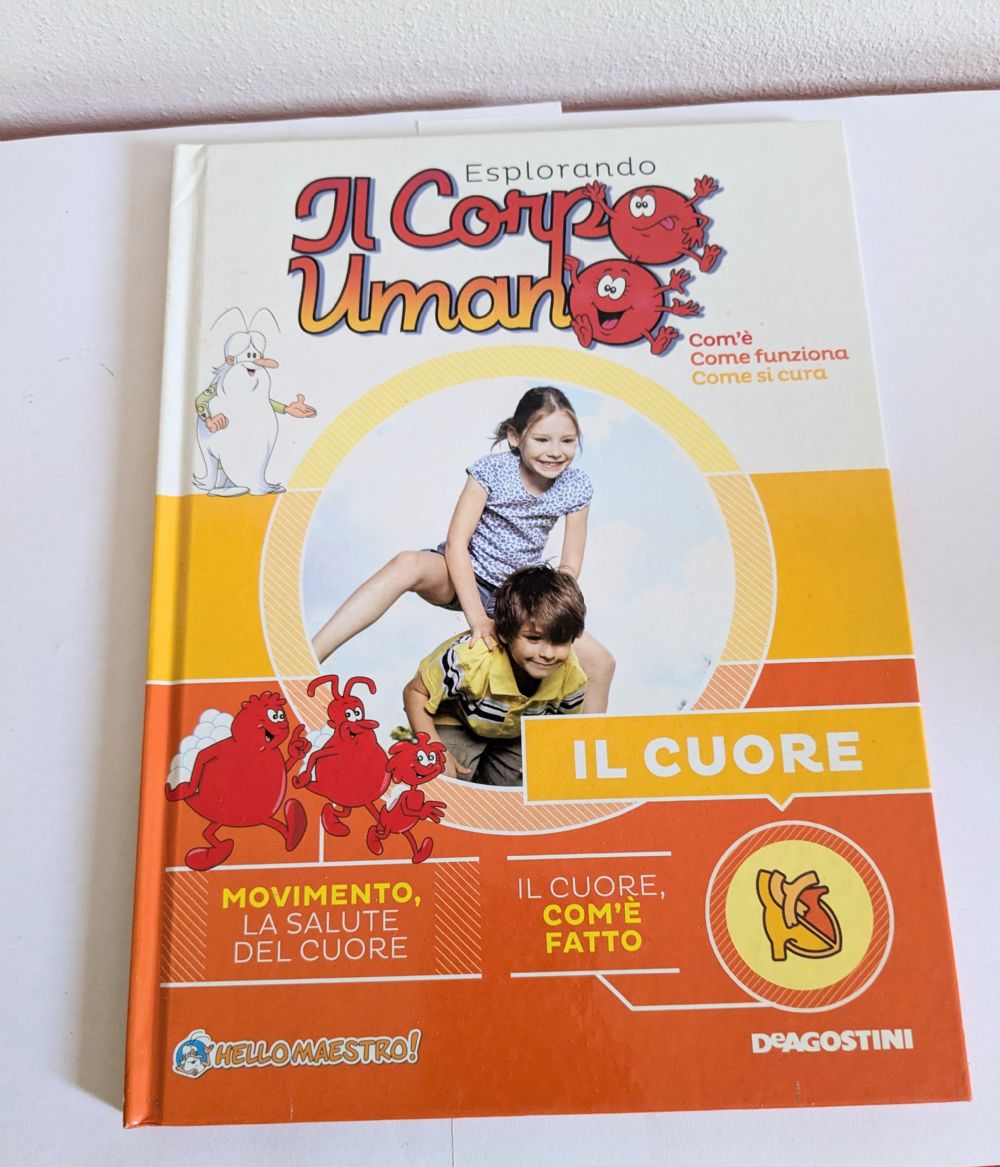 Esplorando
Il Corpo
Umano
Com'è
Come funziona
Come si cura
IL CUORE
MOVIMENTO,
LA SALUTE
DEL CUORE
IL CUORE,
COM'È
FATTO
HELLO MAESTRO!
DeAGOSTINI